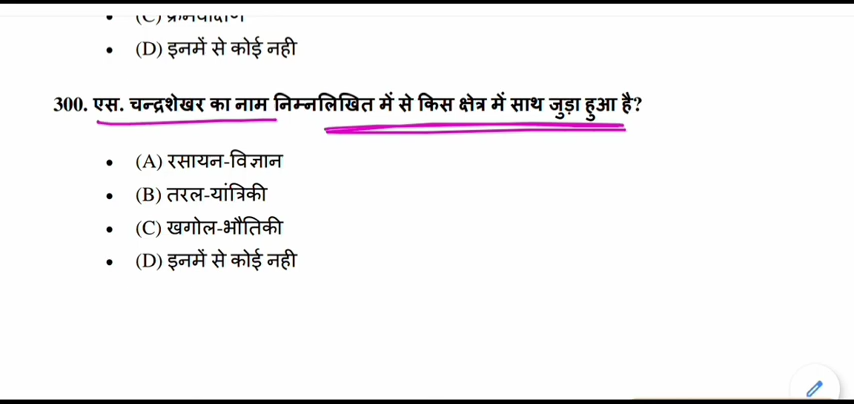 (D) इनमें से कोई नही
300. एस. चन्द्रशेखर का नाम निम्नलिखित में से किस क्षेत्र में साथ जुड़ा हुआ है?
(A) रसायन-विज्ञान
(B) तरल-यांत्रिकी
(C) खगोल-भौतिकी
(D) इनमें से कोई नही